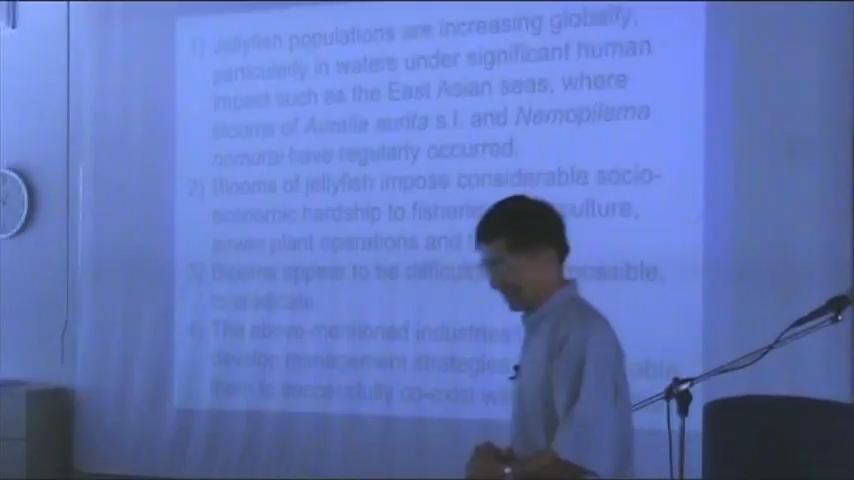 1) Jellyfish populations are increasing globally,
particularly in waters under significant human
impact such as the East Asian seas, where
blooms of Aurelia aurita s.l. and Nemopilema
nomurai have regularly occurred.
2) Blooms of jellyfish impose considerable socio-
economic hardship to fisheries culture,
power plant operations and
3) Blooms appear to be difficult possible,
to eradicate.
4) The above-mentioned industries
develop management strategies
them to successfully co-exist